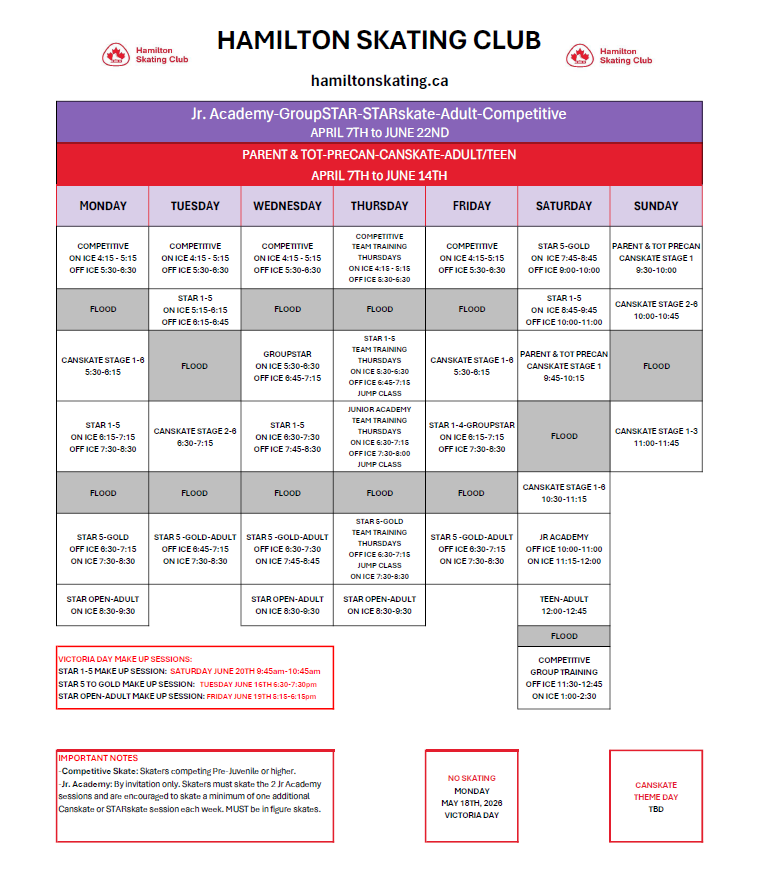 HAMILTON SKATING CLUB
Hamilton
Skating Club
Hamilton
Skating Club
hamiltonskating.ca
Jr. Academy-GroupSTAR-STARskate-Adult-Competitive
APRIL 7TH to JUNE 22ND
PARENT & TOT-PRECAN-CANSKATE-ADULT/TEEN
APRIL 7TH to JUNE 14TH
MONDAY TUESDAY WEDNESDAY THURSDAY FRIDAY SATURDAY SUNDAY
COMPETITIVE
ON ICE 4:15 - 5:15
OFF ICE 5:30-6:30
COMPETITIVE
ON ICE 4:15 - 5:15
OFF ICE 5:30-6:30
COMPETITIVE
ON ICE 4:15 - 5:15
OFF ICE 5:30-6:30
COMPETITIVE
TEAM TRAINING
THURSDAYS
ON ICE 4:15 - 5:15
OFF ICE 5:30-6:30
COMPETITIVE
ON ICE 4:15-5:15
OFF ICE 5:30-6:30
STAR 5-GOLD
ON ICE 7:45-8:45
OFF ICE 9:00-10:00
PARENT & TOT PRECAN
CANSKATE STAGE 1
9:30-10:00
FLOOD
STAR 1-5
ON ICE 5:15-6:15
OFF ICE 6:15-6:45
FLOOD
FLOOD
FLOOD
STAR 1-5
ON ICE 8:45-9:45
OFF ICE 10:00-11:00
CANSKATE STAGE 2-6
10:00-10:45
CANSKATE STAGE 1-6
5:30-6:15
FLOOD
GROUPSTAR
ON ICE 5:30-6:30
OFF ICE 6:45-7:15
STAR 1-5
TEAM TRAINING
THURSDAYS
ON ICE 5:30-6:30
OFF ICE 6:45-7:15
JUMP CLASS
CANSKATE STAGE 1-6
5:30-6:15
PARENT & TOT PRECAN
CANSKATE STAGE 1
9:45-10:15
FLOOD
STAR 1-5
ON ICE 6:15-7:15
OFF ICE 7:30-8:30
CANSKATE STAGE 2-6
6:30-7:15
STAR 1-5
ON ICE 6:30-7:30
OFF ICE 7:45-8:30
JUNIOR ACADEMY
TEAM TRAINING
THURSDAYS
ON ICE 6:30-7:15
OFF ICE 7:30-8:00
JUMP CLASS
STAR 1-4-GROUPSTAR
ON ICE 6:15-7:15
OFF ICE 7:30-8:30
FLOOD
CANSKATE STAGE 1-3
11:00-11:45
FLOOD
FLOOD
FLOOD
FLOOD
FLOOD
CANSKATE STAGE 1-6
10:30-11:15
STAR 5-GOLD
OFF ICE 6:30-7:15
ON ICE 7:30-8:30
STAR 5 -GOLD-ADULT
OFF ICE 6:45-7:15
ON ICE 7:30-8:30
STAR 5 -GOLD-ADULT
OFF ICE 6:30-7:30
ON ICE 7:45-8:45
STAR 5-GOLD
TEAM TRAINING
THURSDAYS
OFF ICE 6:30-7:15
JUMP CLASS
ON ICE 7:30-8:30
STAR 5 -GOLD-ADULT
OFF ICE 6:30-7:15
ON ICE 7:30-8:30
JR ACADEMY
OFF ICE 10:00-11:00
ON ICE 11:15-12:00
STAR OPEN-ADULT
ON ICE 8:30-9:30
STAR OPEN-ADULT
ON ICE 8:30-9:30
STAR OPEN-ADULT
ON ICE 8:30-9:30
TEEN-ADULT
12:00-12:45
FLOOD
COMPETITIVE
GROUP TRAINING
OFF ICE 11:30-12:45
ON ICE 1:00-2:30
VICTORIA DAY MAKE UP SESSIONS:
STAR 1-5 MAKE UP SESSION: SATURDAY JUNE 20TH 9:45am-10:45am
STAR 5 TO GOLD MAKE UP SESSION: TUESDAY JUNE 16TH 6:30-7:30pm
STAR OPEN-ADULT MAKE UP SESSION: FRIDAY JUNE 19TH 5:15-6:15pm
IMPORTANT NOTES
-Competitive Skate: Skaters competing Pre-Juvenile or higher.
-Jr. Academy: By invitation only. Skaters must skate the 2 Jr Academy
sessions and are encouraged to skate a minimum of one additional
Canskate or STARskate session each week. MUST be in figure skates.
NO SKATING
MONDAY
MAY 18TH, 2026
VICTORIA DAY
CANSKATE
THEME DAY
TBD